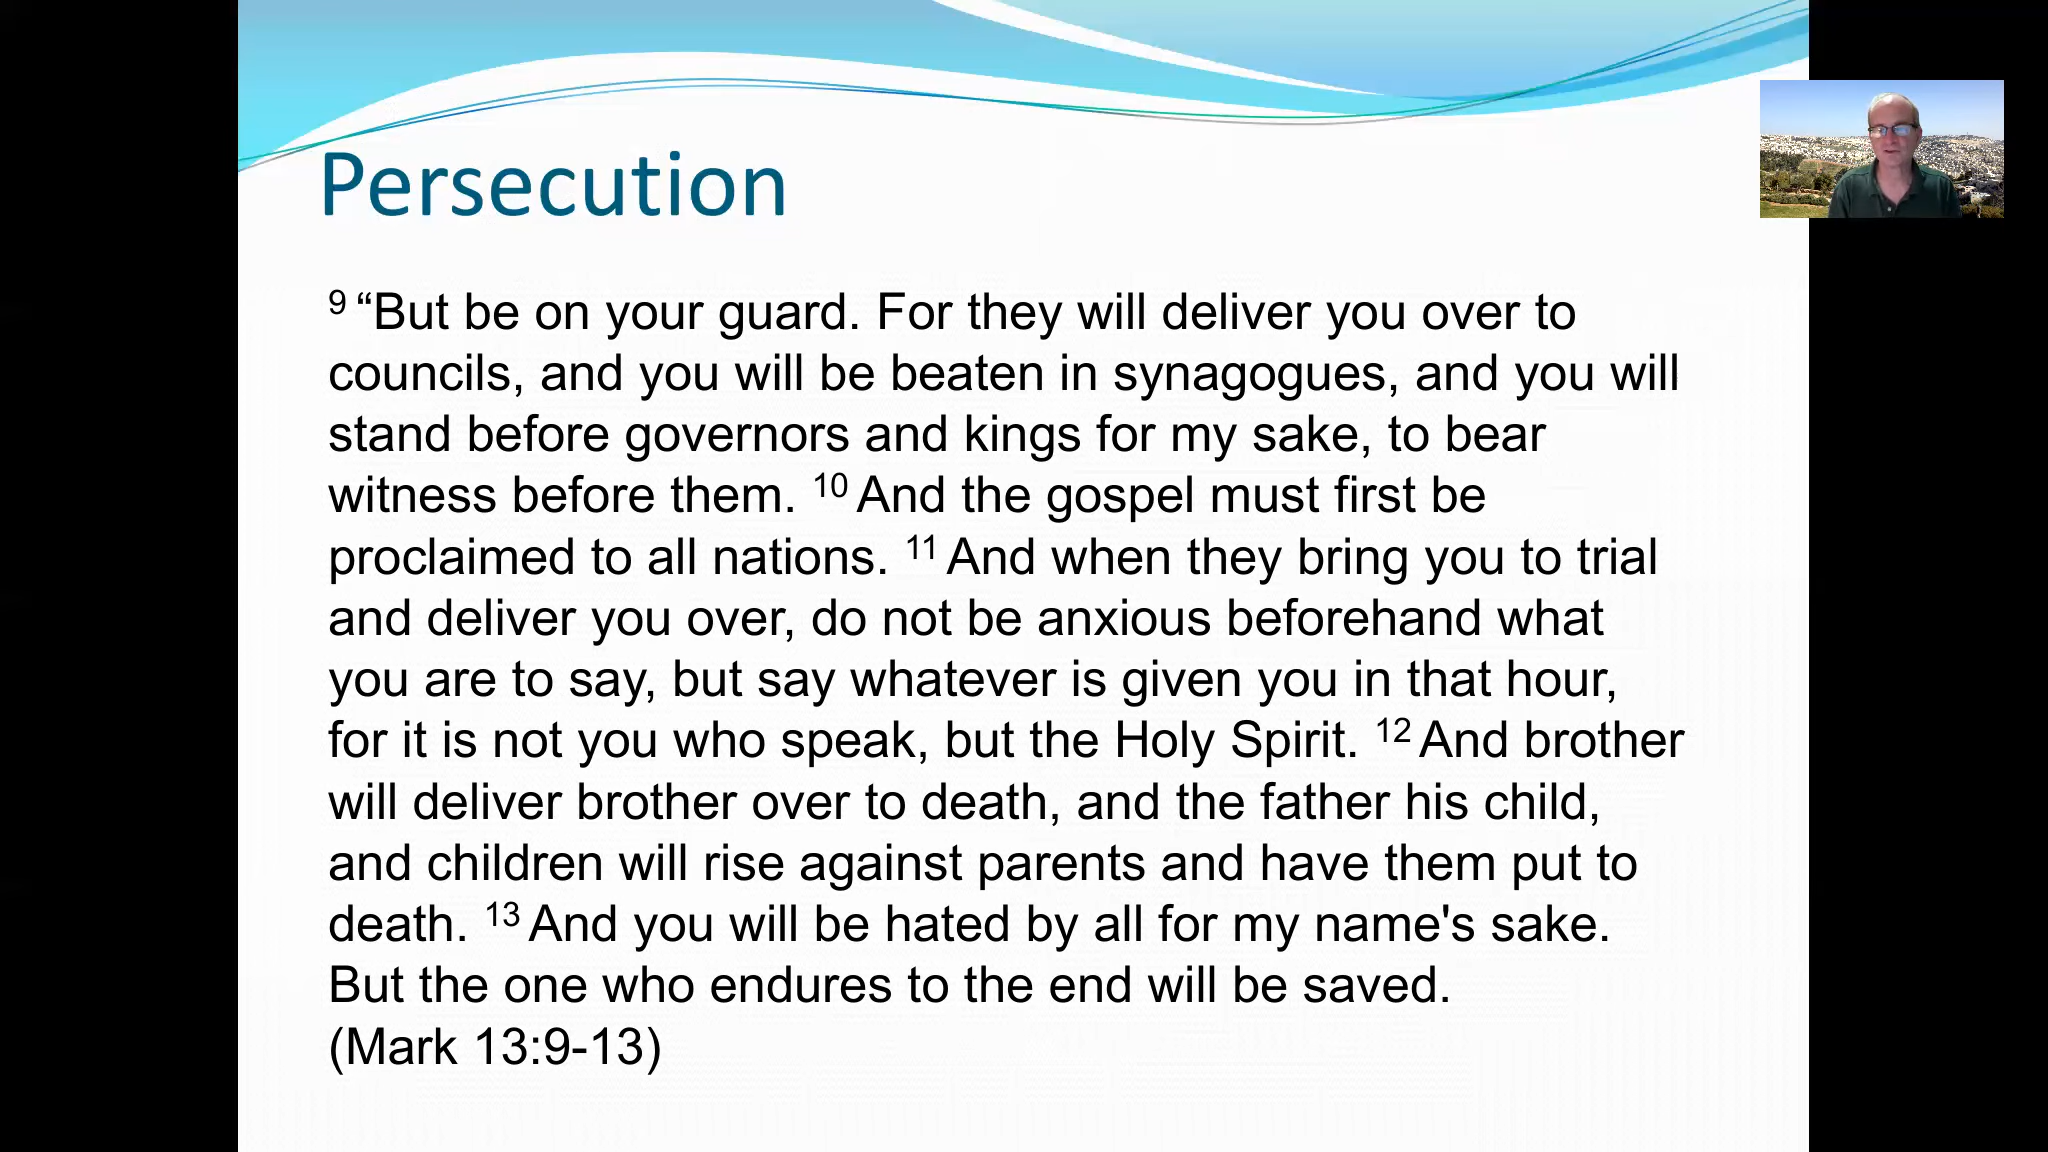 Persecution
9 “But be on your guard. For they will deliver you over to
councils, and you will be beaten in synagogues, and you will
stand before governors and kings for my sake, to bear
witness before them. 10 And the gospel must first be
proclaimed to all nations. 11 And when they bring you to trial
and deliver you over, do not be anxious beforehand what
you are to say, but say whatever is given you in that hour,
for it is not you who speak, but the Holy Spirit. 12 And brother
will deliver brother over to death, and the father his child,
and children will rise against parents and have them put to
death. 13 And you will be hated by all for my name's sake.
But the one who endures to the end will be saved.
(Mark 13:9-13)